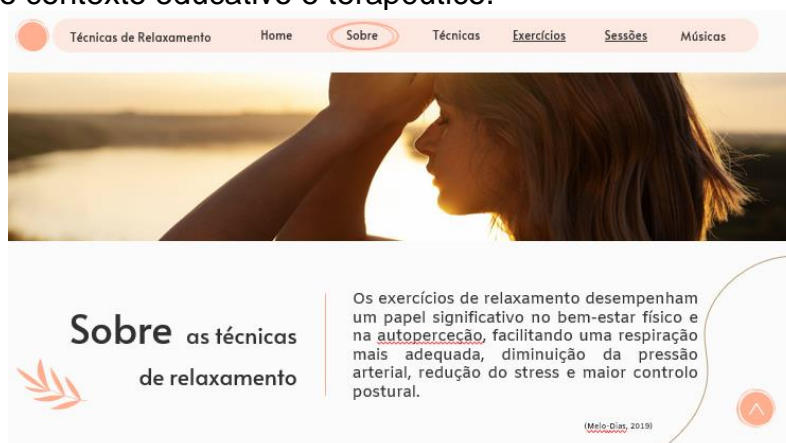 o contexto educativo e terapêutico.
Técnicas de Relaxamento Home Sobre Técnicas Exercícios Sessões Músicas
Sobre as técnicas
de relaxamento
Os exercícios de relaxamento desempenham
um papel significativo no bem-estar físico e
na autoperceção, facilitando uma respiração
mais adequada, diminuição da pressão
arterial, redução do stress e maior controlo
postural.
(Melo-Dias, 2019)